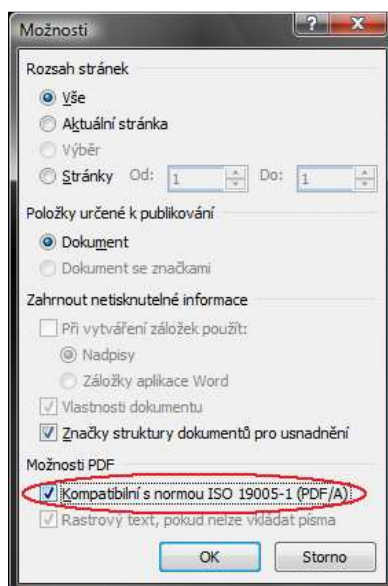 Možnosti
Rozsah stránek
Vše
Aktuální stránka
Výběr
Stránky Od: 1 Do: 1
Položky určené k publikování
Dokument
Dokument se značkami
Zahrnout netisknutelné informace
Při vytváření záložek použít:
Nadpisy
Záložky aplikace Word
Vlastnosti dokumentu
Značky struktury dokumentů pro usnadnění
Možnosti PDF
Kompatibilní s normou ISO 19005-1 (PDF/A)
Rastrový text, pokud nelze vkládat písma
OK Storno